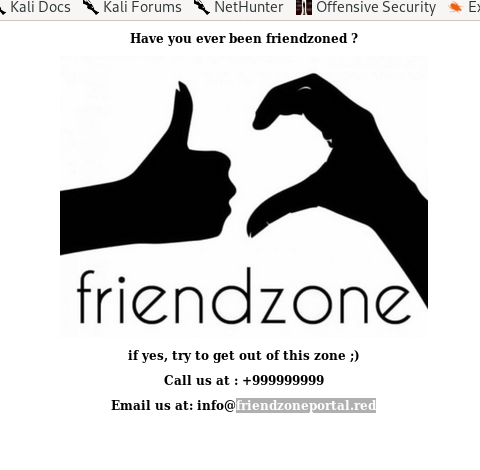 Kali Docs Kali Forums NetHunter Offensive Security
Have you ever been friendzoned ?
friendzone
if yes, try to get out of this zone ;)
Call us at : +999999999
Email us at: info@friendzoneportal.red